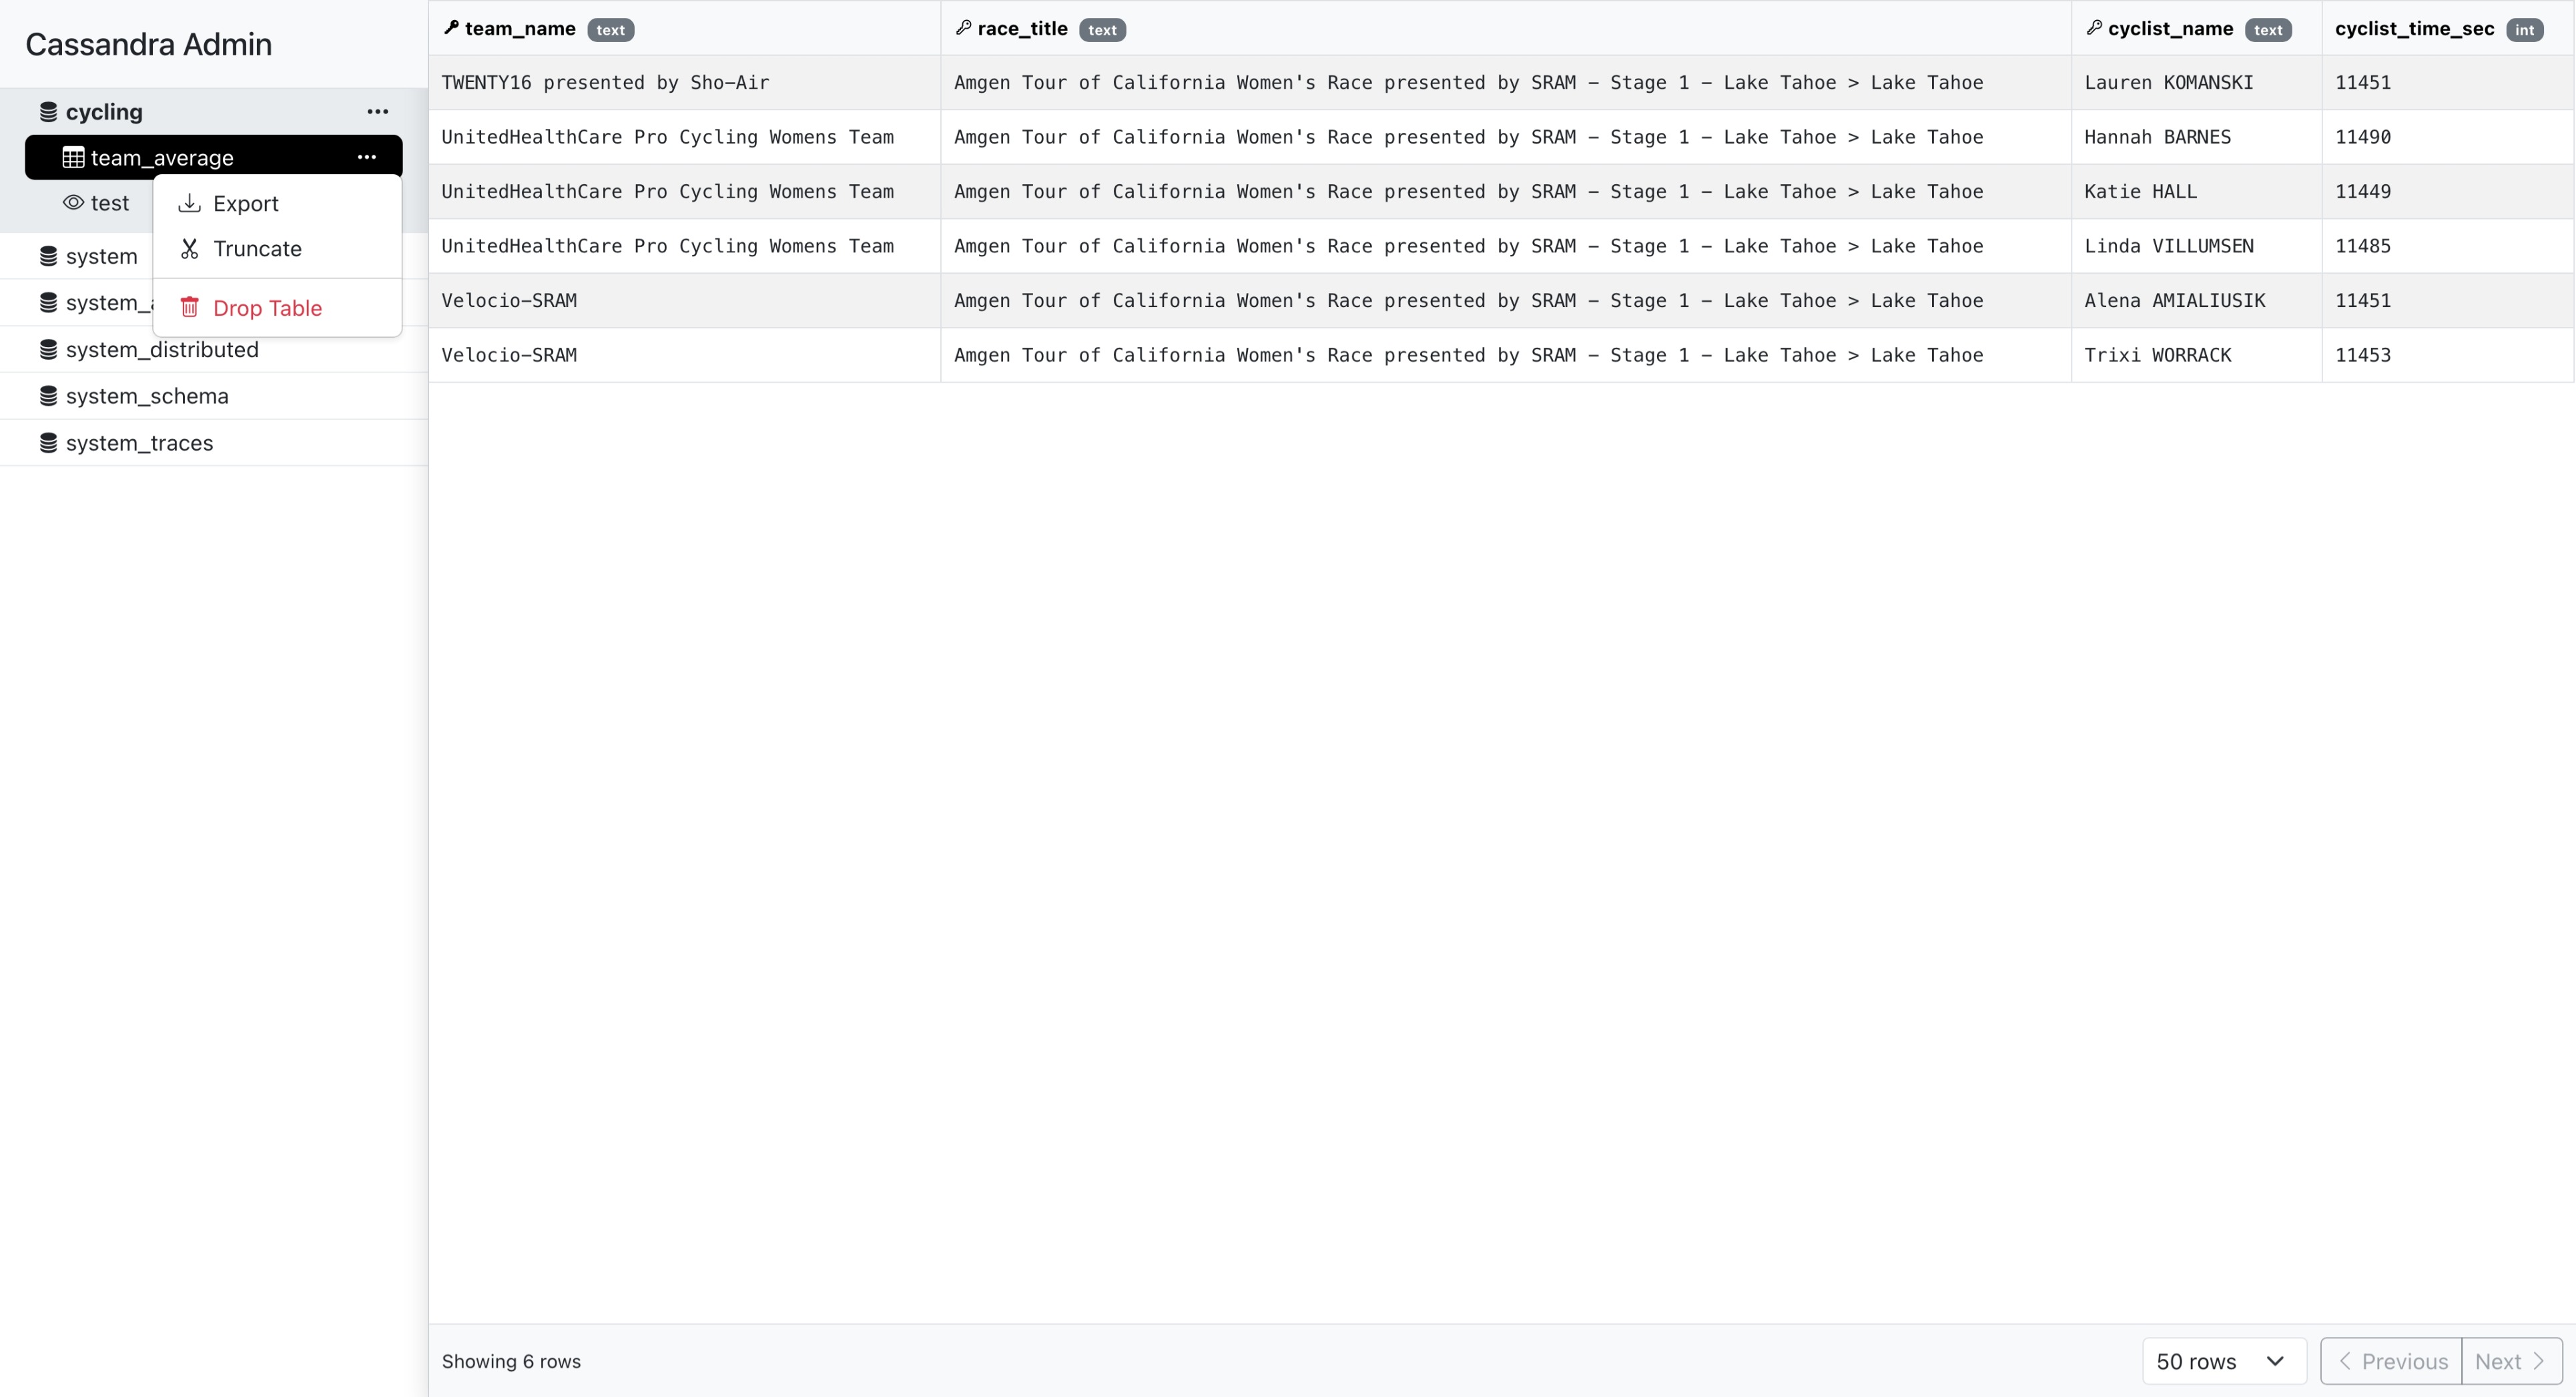 Cassandra Admin
cycling
team_average
test
Export
Truncate
Drop Table
system
system_
system_distributed
system_schema
system_traces
team_name text race_title text cyclist_name text cyclist_time_sec int
TWENTY16 presented by Sho-Air Amgen Tour of California Women's Race presented by SRAM - Stage 1 - Lake Tahoe > Lake Tahoe Lauren KOMANSKI 11451
UnitedHealthCare Pro Cycling Womens Team Amgen Tour of California Women's Race presented by SRAM - Stage 1 - Lake Tahoe > Lake Tahoe Hannah BARNES 11490
UnitedHealthCare Pro Cycling Womens Team Amgen Tour of California Women's Race presented by SRAM - Stage 1 - Lake Tahoe > Lake Tahoe Katie HALL 11449
UnitedHealthCare Pro Cycling Womens Team Amgen Tour of California Women's Race presented by SRAM - Stage 1 - Lake Tahoe > Lake Tahoe Linda VILLUMSEN 11485
Velocio-SRAM Amgen Tour of California Women's Race presented by SRAM - Stage 1 - Lake Tahoe > Lake Tahoe Alena AMIALIUSIK 11451
Velocio-SRAM Amgen Tour of California Women's Race presented by SRAM - Stage 1 - Lake Tahoe > Lake Tahoe Trixi WORRACK 11453
Showing 6 rows 50 rows Previous Next